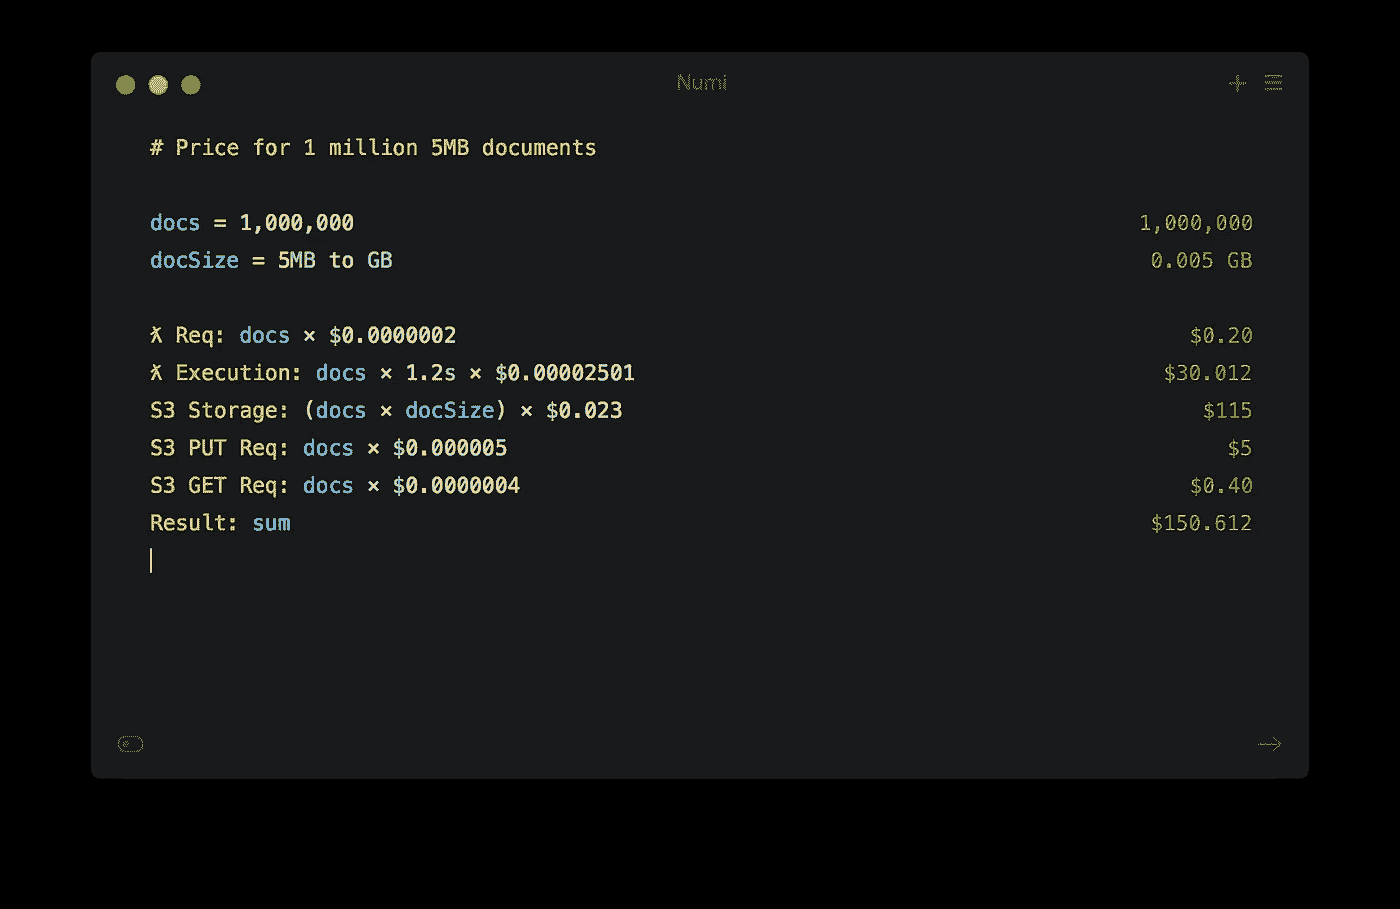 Numi
# Price for 1 million 5MB documents
docs = 1,000,000 1,000,000
docSize = 5MB to GB 0.005 GB
ƛ Req: docs × $0.0000002 $0.20
ƛ Execution: docs × 1.2s × $0.00002501 $30.012
S3 Storage: (docs × docSize) × $0.023 $115
S3 PUT Req: docs × $0.000005 $5
S3 GET Req: docs × $0.0000004 $0.40
Result: sum $150.612